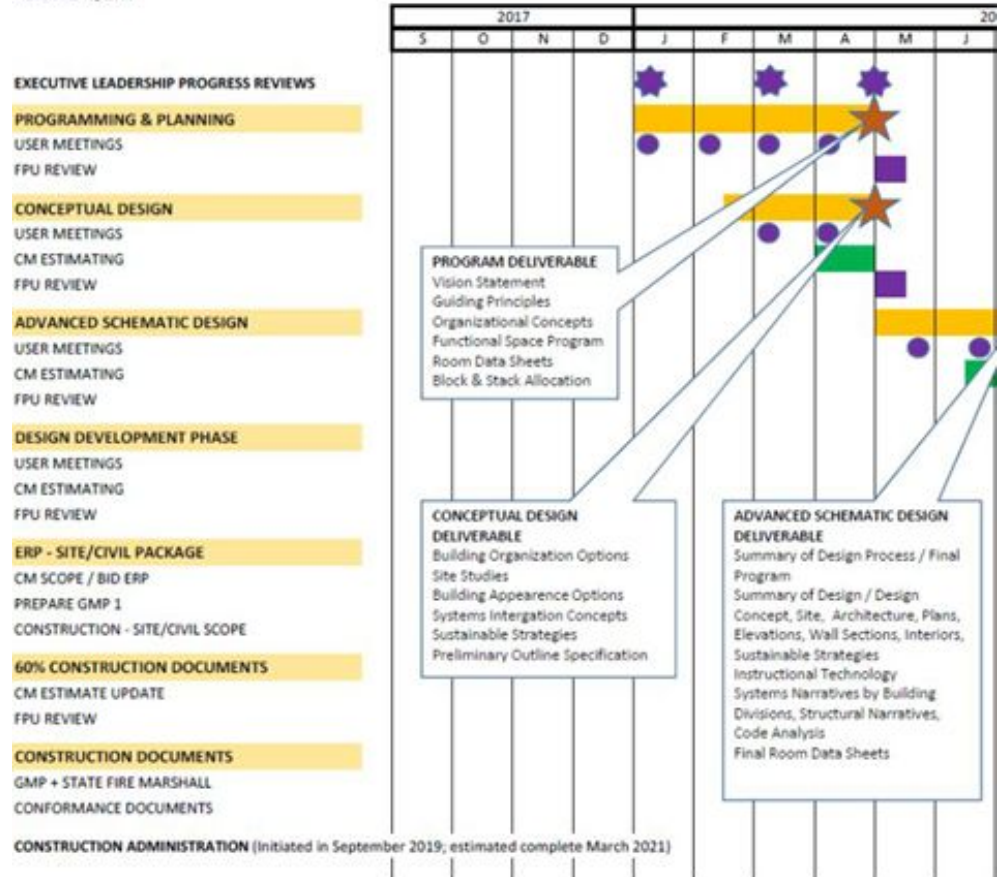 2017
20
S O N D J F M A M J
EXECUTIVE LEADERSHIP PROGRESS REVIEWS
PROGRAMMING & PLANNING
USER MEETINGS
FPU REVIEW
CONCEPTUAL DESIGN
USER MEETINGS
CM ESTIMATING
FPU REVIEW
ADVANCED SCHEMATIC DESIGN
USER MEETINGS
CM ESTIMATING
FPU REVIEW
DESIGN DEVELOPMENT PHASE
USER MEETINGS
CM ESTIMATING
FPU REVIEW
ERP - SITE/CIVIL PACKAGE
CM SCOPE / BID ERP
PREPARE GMP 1
CONSTRUCTION - SITE/CIVIL SCOPE
60% CONSTRUCTION DOCUMENTS
CM ESTIMATE UPDATE
FPU REVIEW
CONSTRUCTION DOCUMENTS
GMP + STATE FIRE MARSHALL
CONFORMANCE DOCUMENTS
CONSTRUCTION ADMINISTRATION (Initiated in September 2019; estimated complete March 2021)
PROGRAM DELIVERABLE
Vision Statement
Guiding Principles
Organizational Concepts
Functional Space Program
Room Data Sheets
Block & Stack Allocation
CONCEPTUAL DESIGN
DELIVERABLE
Building Organization Options
Site Studies
Building Appearence Options
Systems Intergation Concepts
Sustainable Strategies
Preliminary Outline Specification
ADVANCED SCHEMATIC DESIGN
DELIVERABLE
Summary of Design Process / Final
Program
Summary of Design / Design
Concept, Site, Architecture, Plans,
Elevations, Wall Sections, Interiors,
Sustainable Strategies
Instructional Technology
Systems Narratives by Building
Divisions, Structural Narratives,
Code Analysis
Final Room Data Sheets